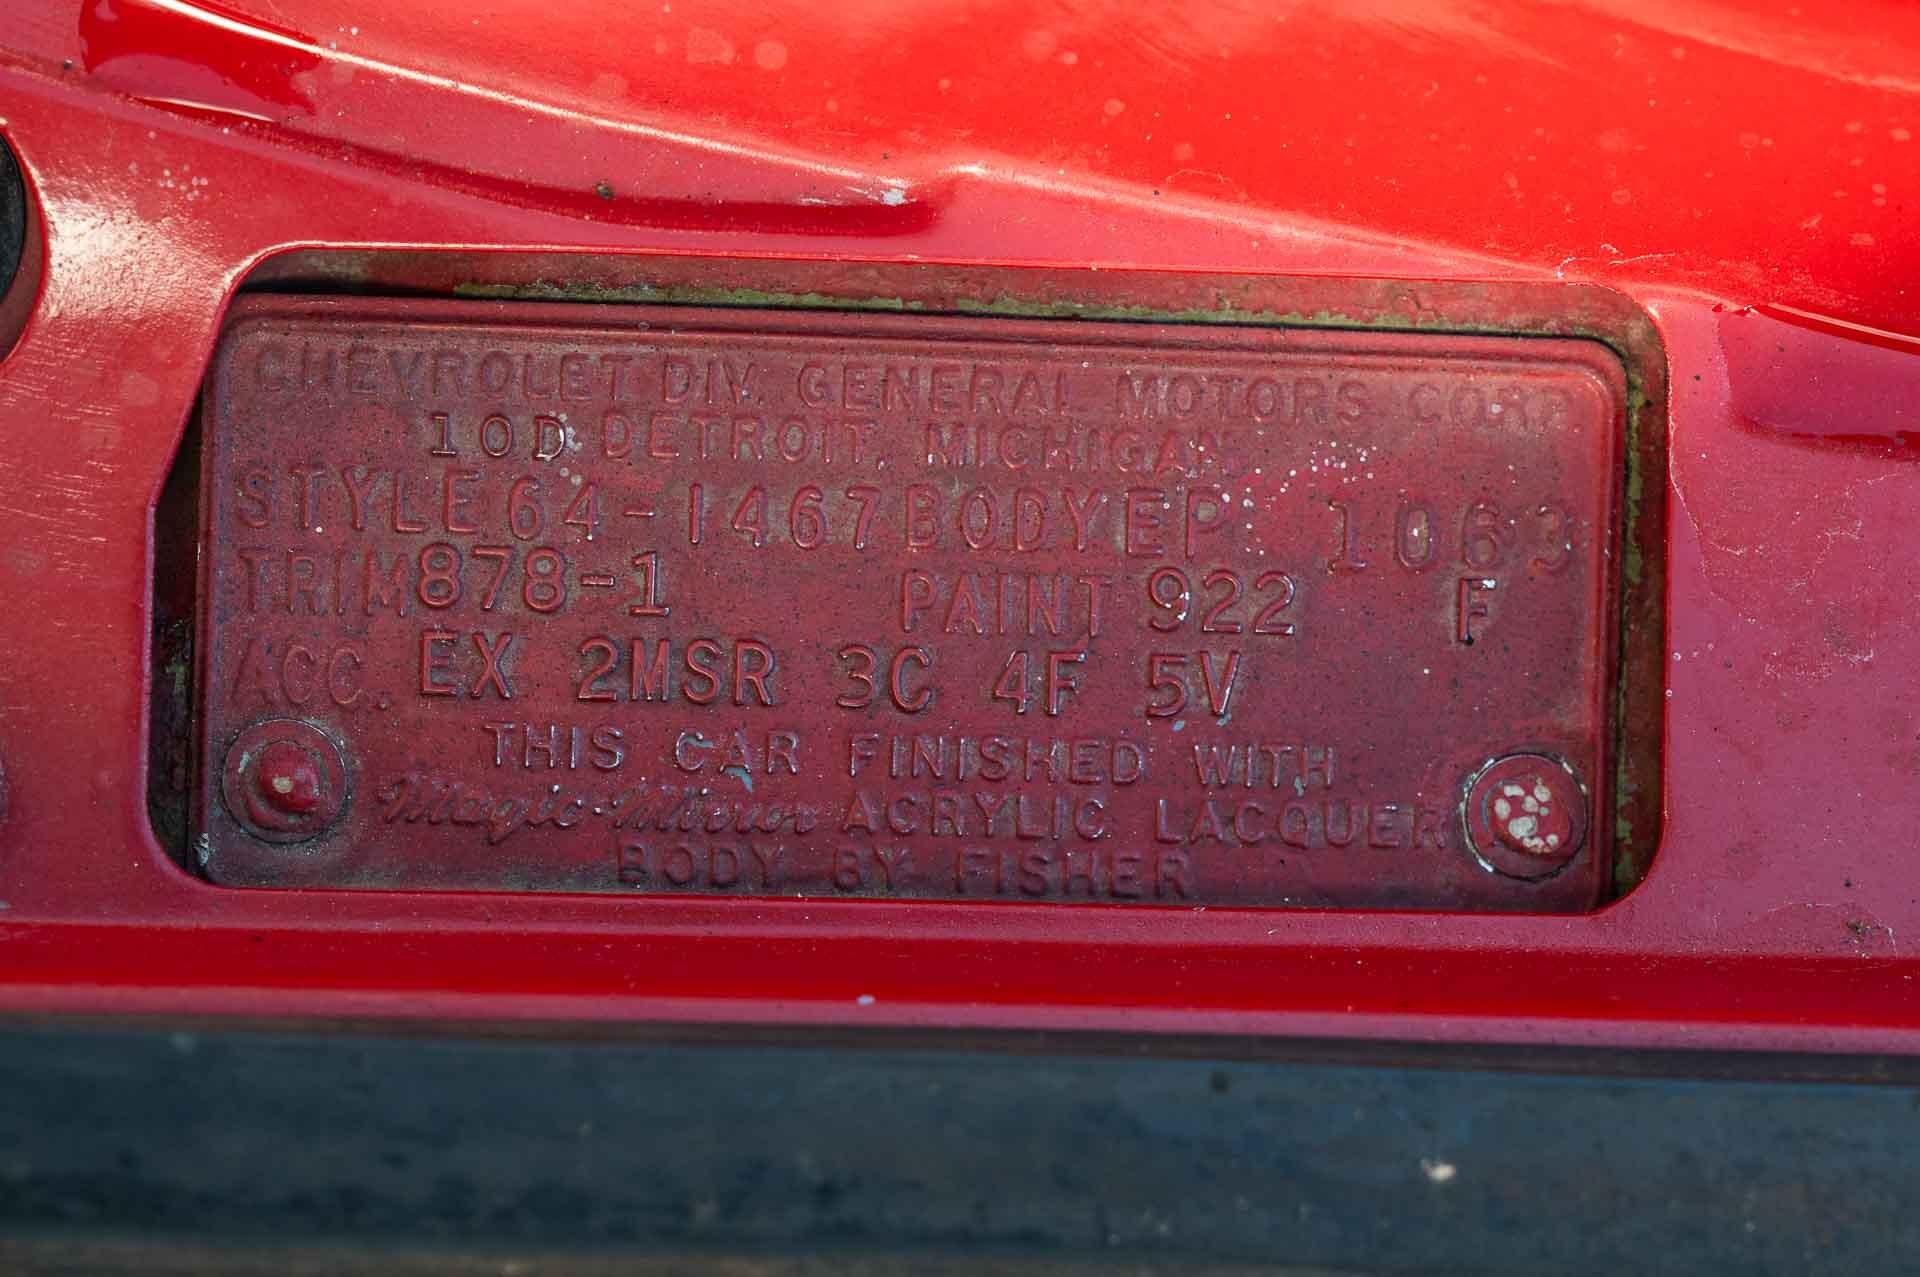 CHEVROLET DIV. GENERAL MOTORS CORP.
10D DETROIT, MICHIGAN
STYLE 64-1467 BODY EP 1063
TRIM 878-1 PAINT 922 F
ACC. EX 2MSR 3C 4F 5V
THIS CAR FINISHED WITH
Magic-Mirror ACRYLIC LACQUER
BODY BY FISHER